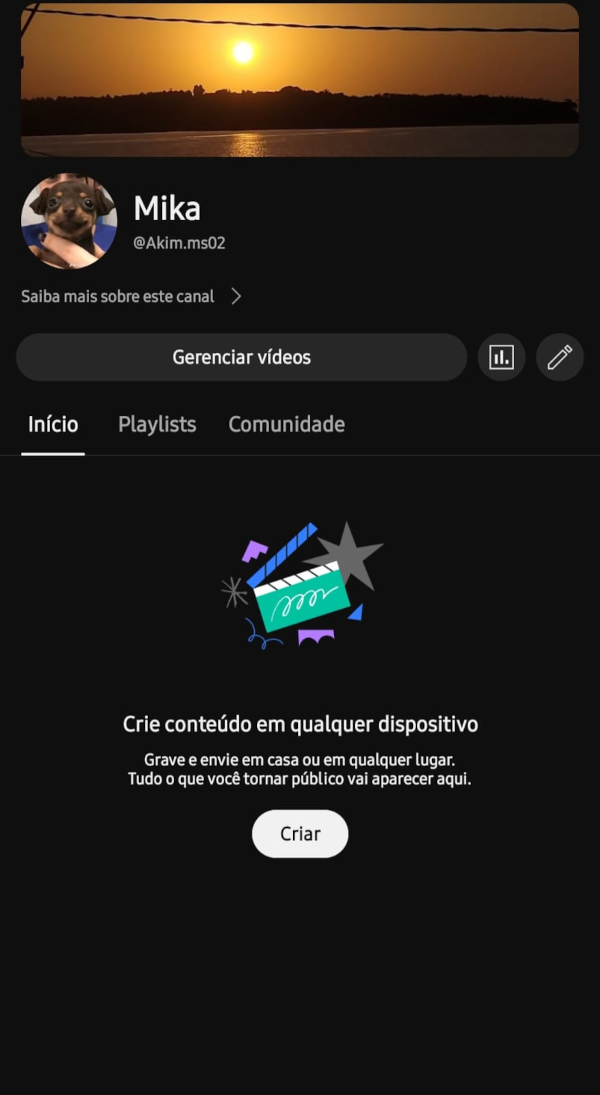 Mika
@Akim.ms02
Saiba mais sobre este canal
Gerenciar vídeos
Início
Playlists
Comunidade
Crie conteúdo em qualquer dispositivo
Grave e envie em casa ou em qualquer lugar.
Tudo o que você tornar público vai aparecer aqui.
Criar